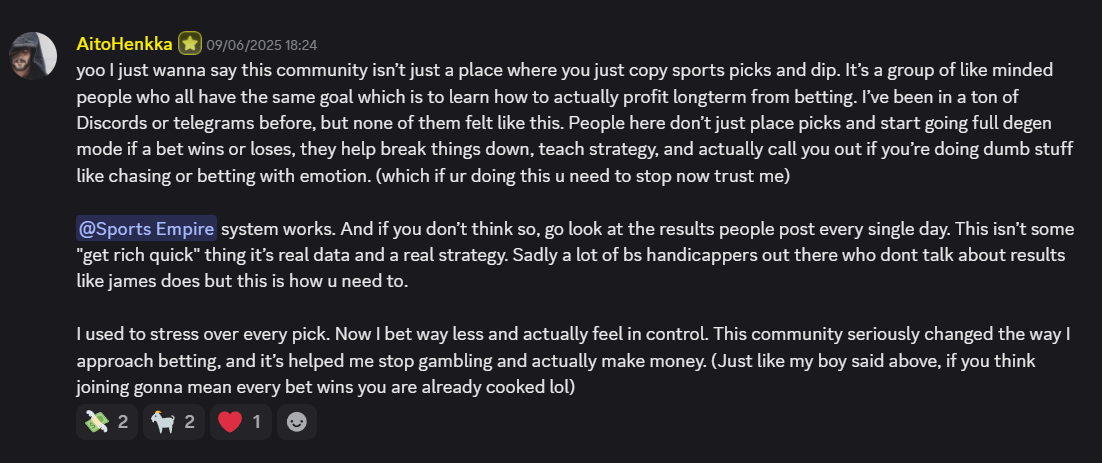 AitoHenkka 09/06/2025 18:24
yoo I just wanna say this community isn’t just a place where you just copy sports picks and dip. It’s a group of like minded
people who all have the same goal which is to learn how to actually profit longterm from betting. I’ve been in a ton of
Discords or telegrams before, but none of them felt like this. People here don’t just place picks and start going full degen
mode if a bet wins or loses, they help break things down, teach strategy, and actually call you out if you’re doing dumb stuff
like chasing or betting with emotion. (which if ur doing this u need to stop now trust me)
@Sports Empire system works. And if you don’t think so, go look at the results people post every single day. This isn’t some
"get rich quick" thing it’s real data and a real strategy. Sadly a lot of bs handicappers out there who dont talk about results
like james does but this is how u need to.
I used to stress over every pick. Now I bet way less and actually feel in control. This community seriously changed the way I
approach betting, and it’s helped me stop gambling and actually make money. (Just like my boy said above, if you think
joining gonna mean every bet wins you are already cooked lol)
2 2 1